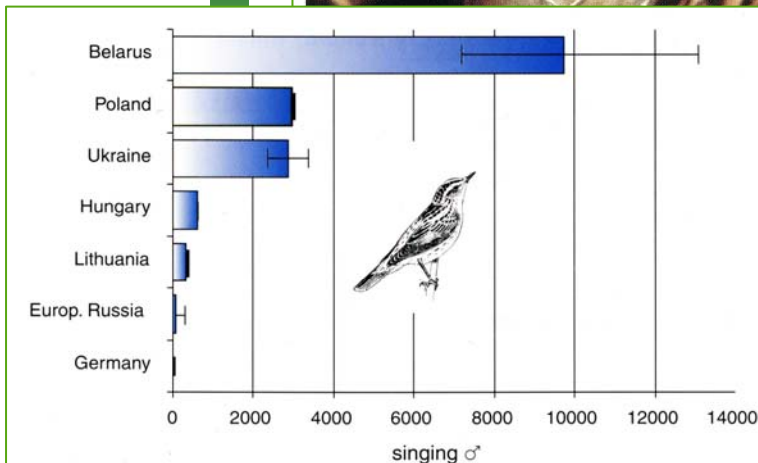 Belarus
Poland
Ukraine
Hungary
Lithuania
Europ. Russia
Germany
0 2000 4000 6000 8000 10000 12000 14000
singing ♂